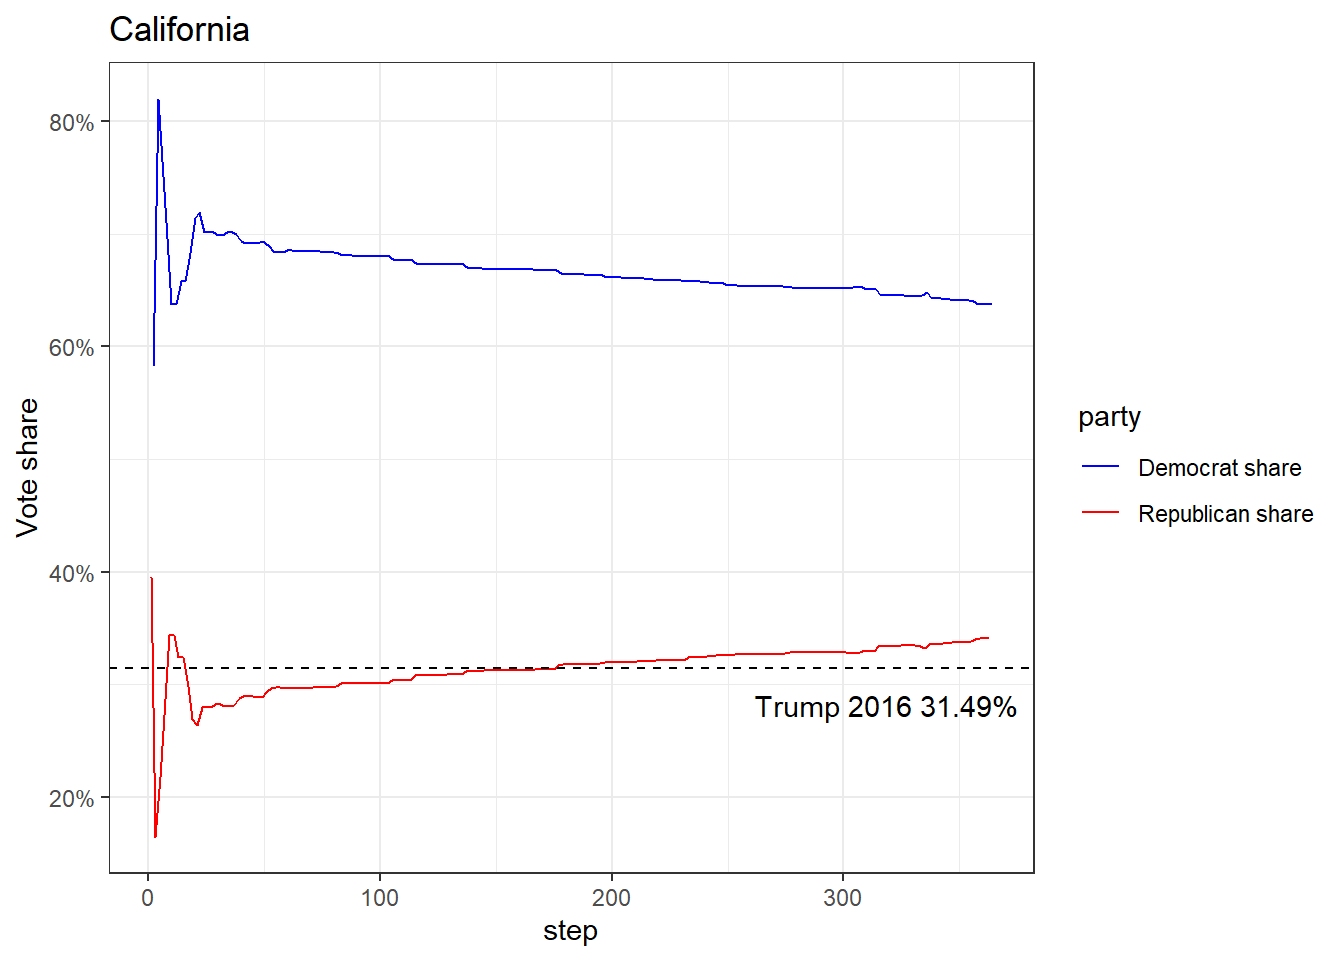 California
80%
60%
40%
20%
Vote share
Trump 2016 31.49%
0
100
200
300
step
party
Democrat share
Republican share